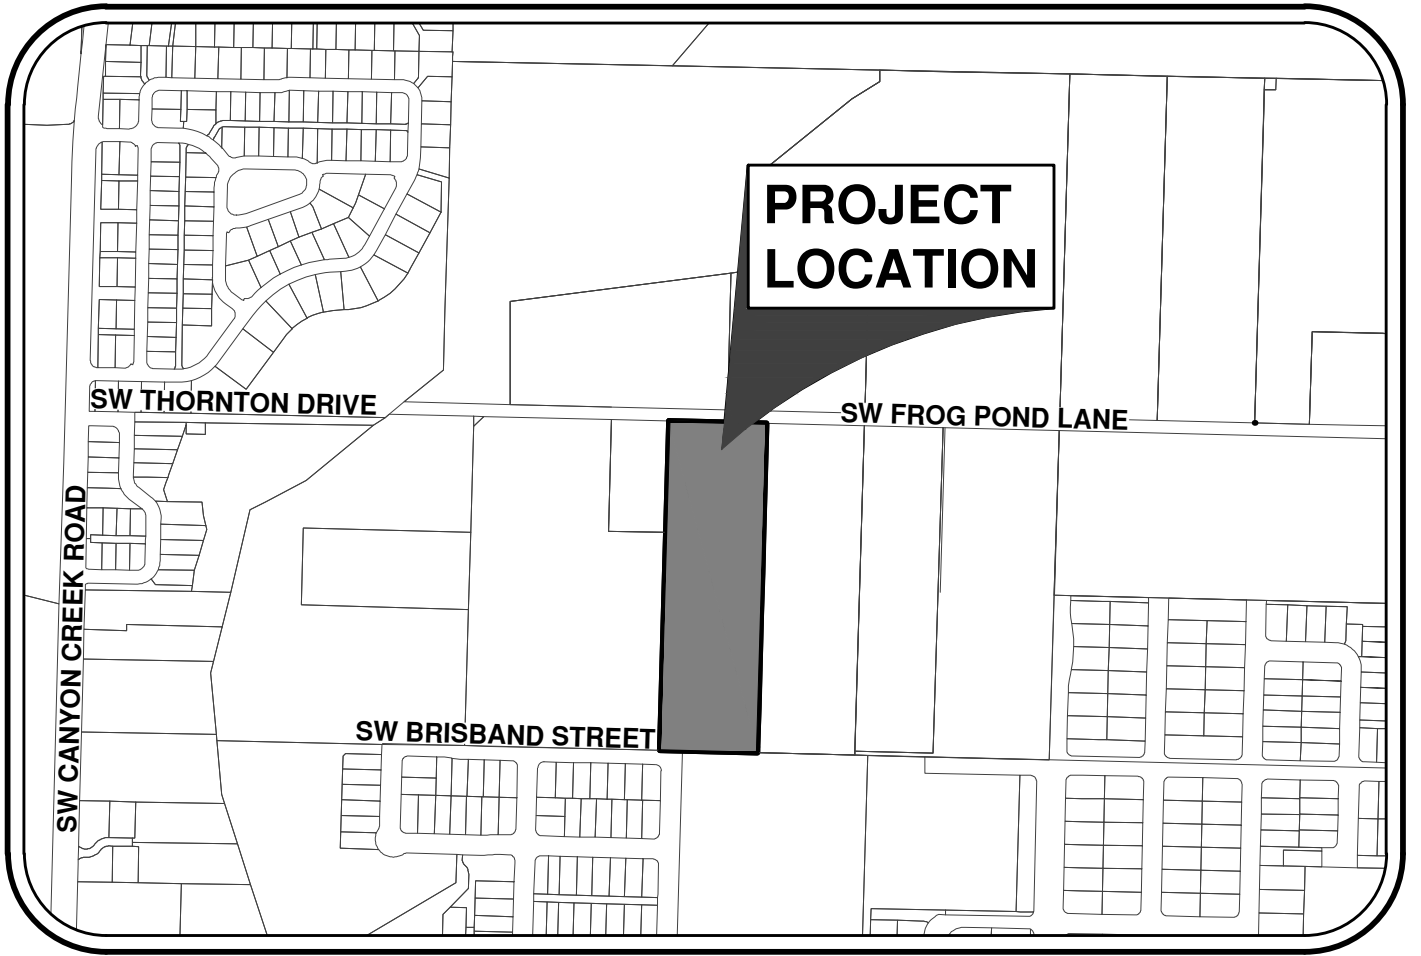 PROJECT
LOCATION
SW THORNTON DRIVE
SW FROG POND LANE
SW CANYON CREEK ROAD
SW BRISBAND STREET